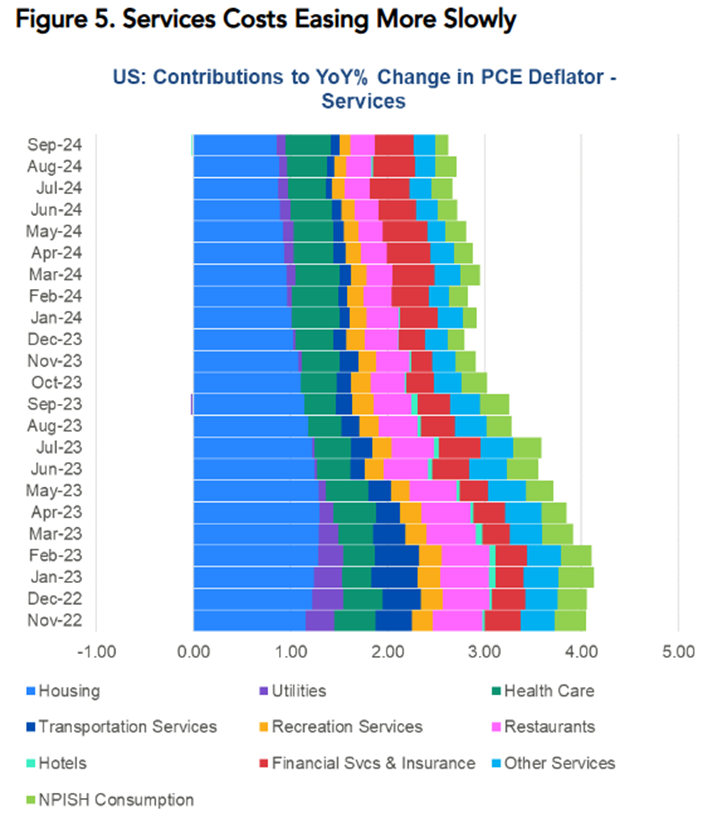 Figure 5. Services Costs Easing More Slowly
US: Contributions to YoY% Change in PCE Deflator -
Services
Sep-24
Aug-24
Jul-24
Jun-24
May-24
Apr-24
Mar-24
Feb-24
Jan-24
Dec-23
Nov-23
Oct-23
Sep-23
Aug-23
Jul-23
Jun-23
May-23
Apr-23
Mar-23
Feb-23
Jan-23
Dec-22
Nov-22
-1.00 0.00 1.00 2.00 3.00 4.00 5.00
Housing Utilities Health Care
Transportation Services Recreation Services Restaurants
Hotels Financial Svcs & Insurance Other Services
NPISH Consumption